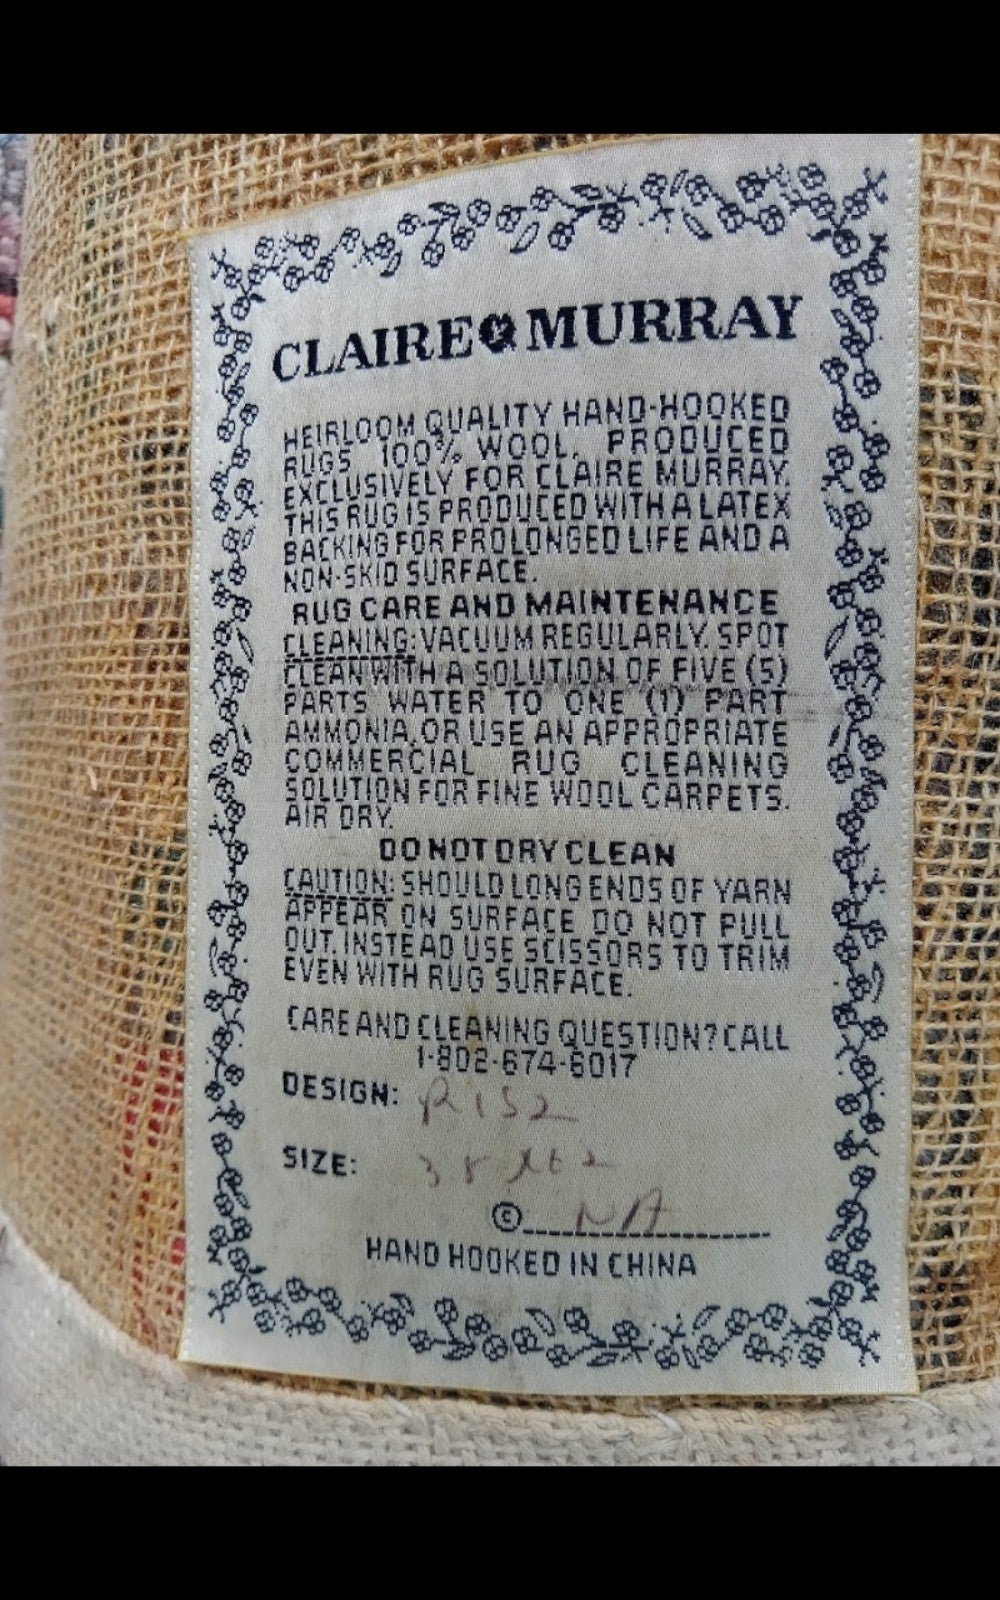 CLAIRE MURRAY
HEIRLOOM QUALITY HAND-HOOKED
RUGS 100% WOOL. PRODUCED
EXCLUSIVELY FOR CLAIRE MURRAY.
THIS RUG IS PRODUCED WITH A LATEX
BACKING FOR PROLONGED LIFE AND A
NON-SKID SURFACE.
RUG CARE AND MAINTENANCE
CLEANING: VACUUM REGULARLY. SPOT
CLEAN WITH A SOLUTION OF FIVE (5)
PARTS WATER TO ONE (1) PART
AMMONIA, OR USE AN APPROPRIATE
COMMERCIAL RUG CLEANING
SOLUTION FOR FINE WOOL CARPETS.
AIR DRY.
DO NOT DRY CLEAN
CAUTION: SHOULD LONG ENDS OF YARN
APPEAR ON SURFACE DO NOT PULL
OUT. INSTEAD USE SCISSORS TO TRIM
EVEN WITH RUG SURFACE.
CARE AND CLEANING QUESTION? CALL
1-802-674-6017
DESIGN: R152
SIZE:
© NA
HAND HOOKED IN CHINA